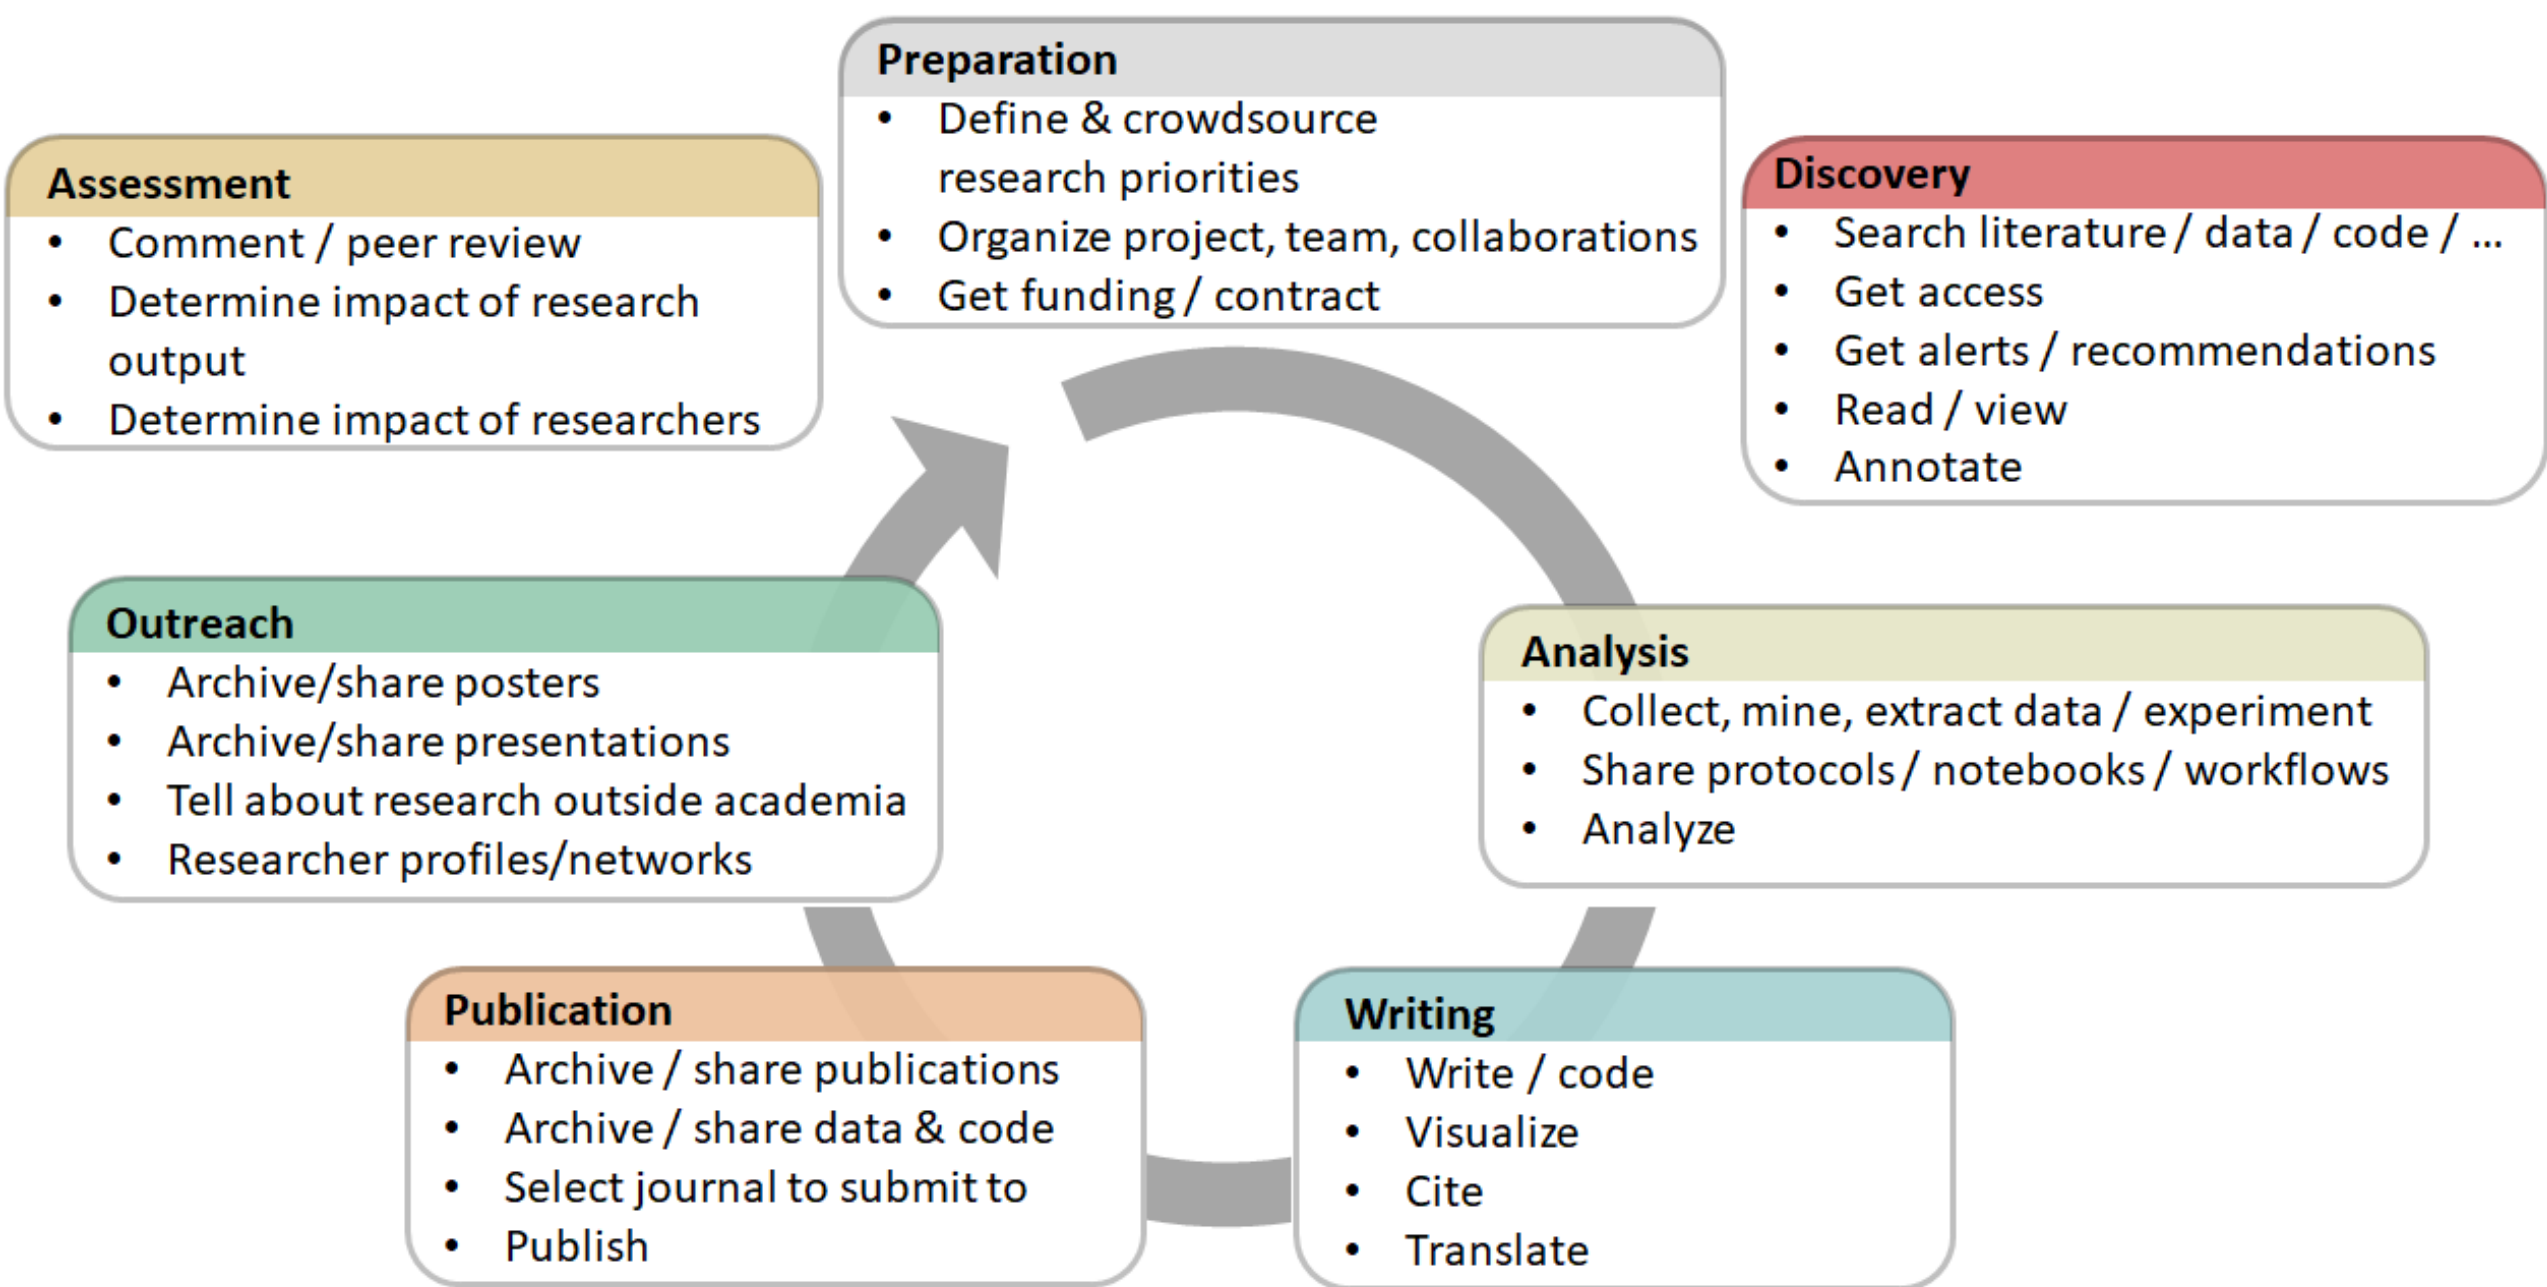 Preparation
• Define & crowdsource
research priorities
• Organize project, team, collaborations
• Get funding / contract
Discovery
• Search literature / data / code / ...
• Get access
• Get alerts / recommendations
• Read / view
• Annotate
Analysis
• Collect, mine, extract data / experiment
• Share protocols / notebooks / workflows
• Analyze
Writing
• Write / code
• Visualize
• Cite
• Translate
Publication
• Archive / share publications
• Archive / share data & code
• Select journal to submit to
• Publish
Outreach
• Archive/share posters
• Archive/share presentations
• Tell about research outside academia
• Researcher profiles/networks
Assessment
• Comment / peer review
• Determine impact of research
output
• Determine impact of researchers